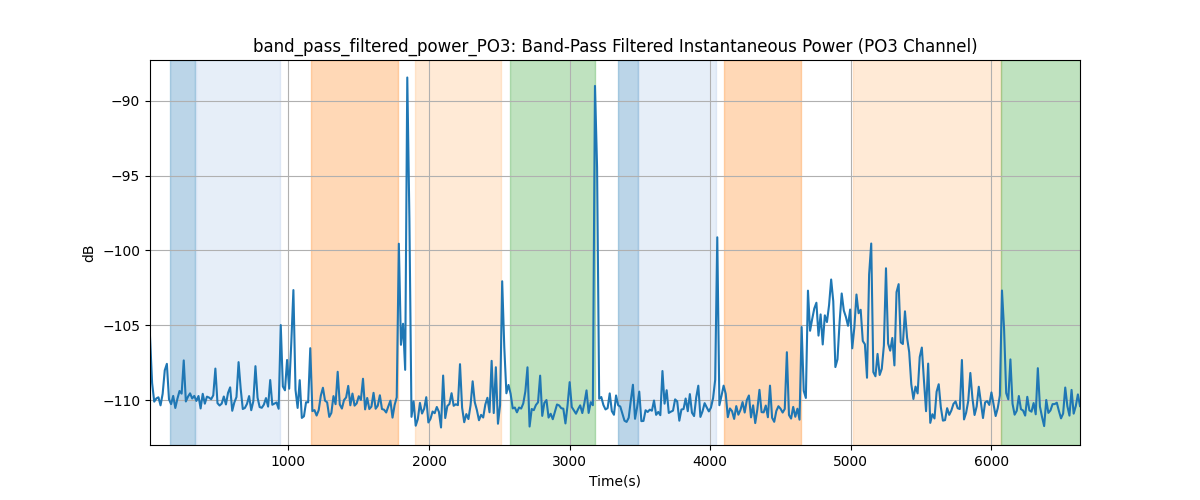 band_pass_filtered_power_PO3: Band-Pass Filtered Instantaneous Power (PO3 Channel)
−90
−95
−100
−105
−110
dB
1000 2000 3000 4000 5000 6000
Time(s)